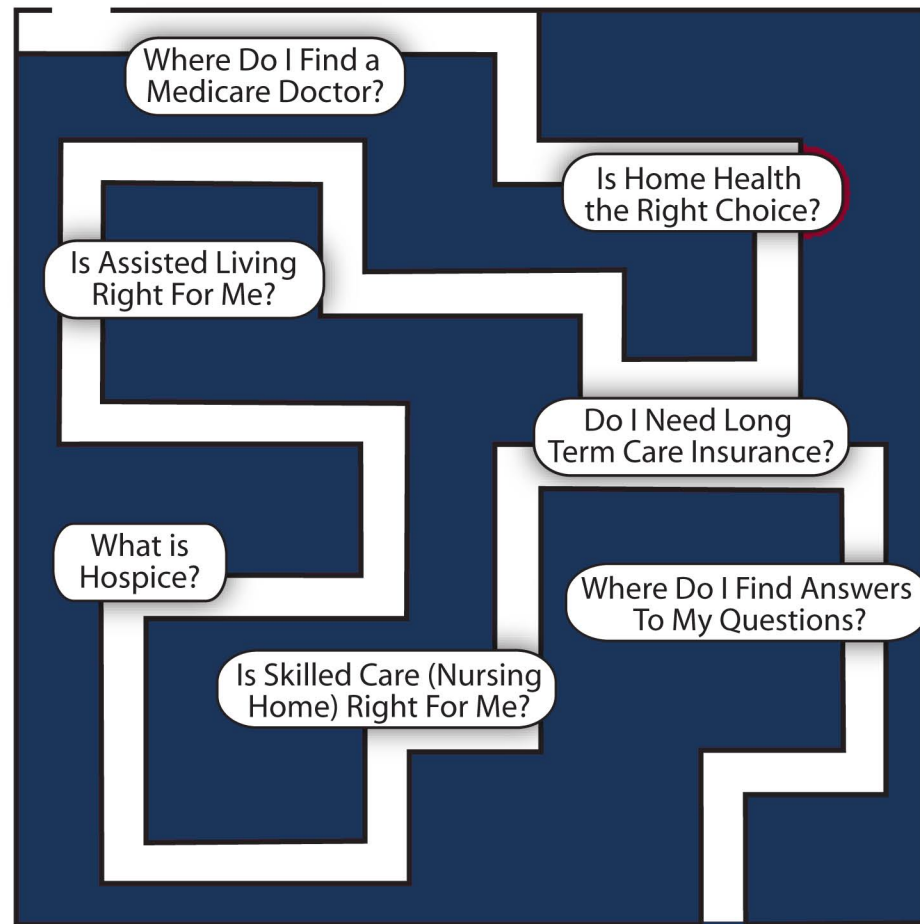 Where Do I Find a
Medicare Doctor?
Is Home Health
the Right Choice?
Is Assisted Living
Right For Me?
Do I Need Long
Term Care Insurance?
What is
Hospice?
Where Do I Find Answers
To My Questions?
Is Skilled Care (Nursing
Home) Right For Me?